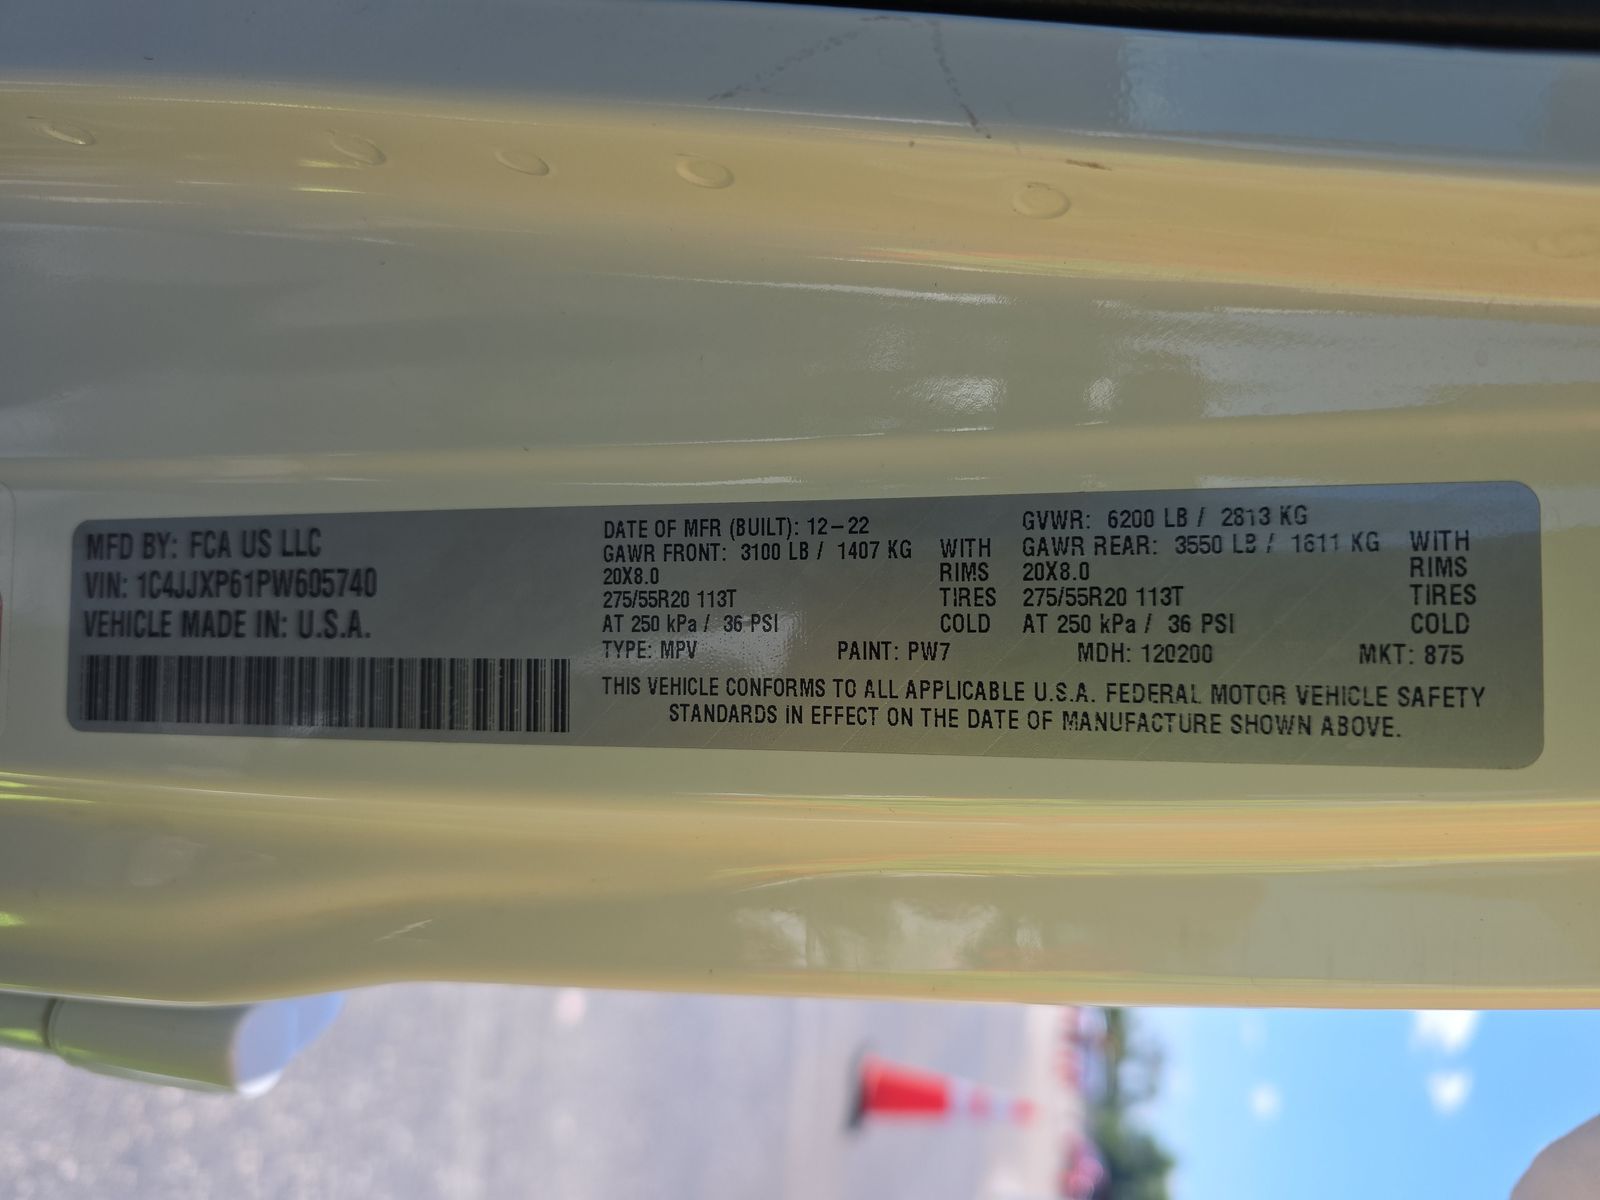 MFD BY: FCA US LLC
VIN: 1C4JJXP61PW605740
VEHICLE MADE IN: U.S.A.
DATE OF MFR (BUILT): 12-22
GAWR FRONT: 3100 LB / 1407 KG WITH
20X8.0 RIMS
275/55R20 113T TIRES
AT 250 kPa / 36 PSI COLD
GVWR: 6200 LB / 2813 KG
GAWR REAR: 3550 LB / 1611 KG WITH
20X8.0 RIMS
275/55R20 113T TIRES
AT 250 kPa / 36 PSI COLD
TYPE: MPV PAINT: PW7 MDH: 120200 MKT: 875
THIS VEHICLE CONFORMS TO ALL APPLICABLE U.S.A. FEDERAL MOTOR VEHICLE SAFETY
STANDARDS IN EFFECT ON THE DATE OF MANUFACTURE SHOWN ABOVE.